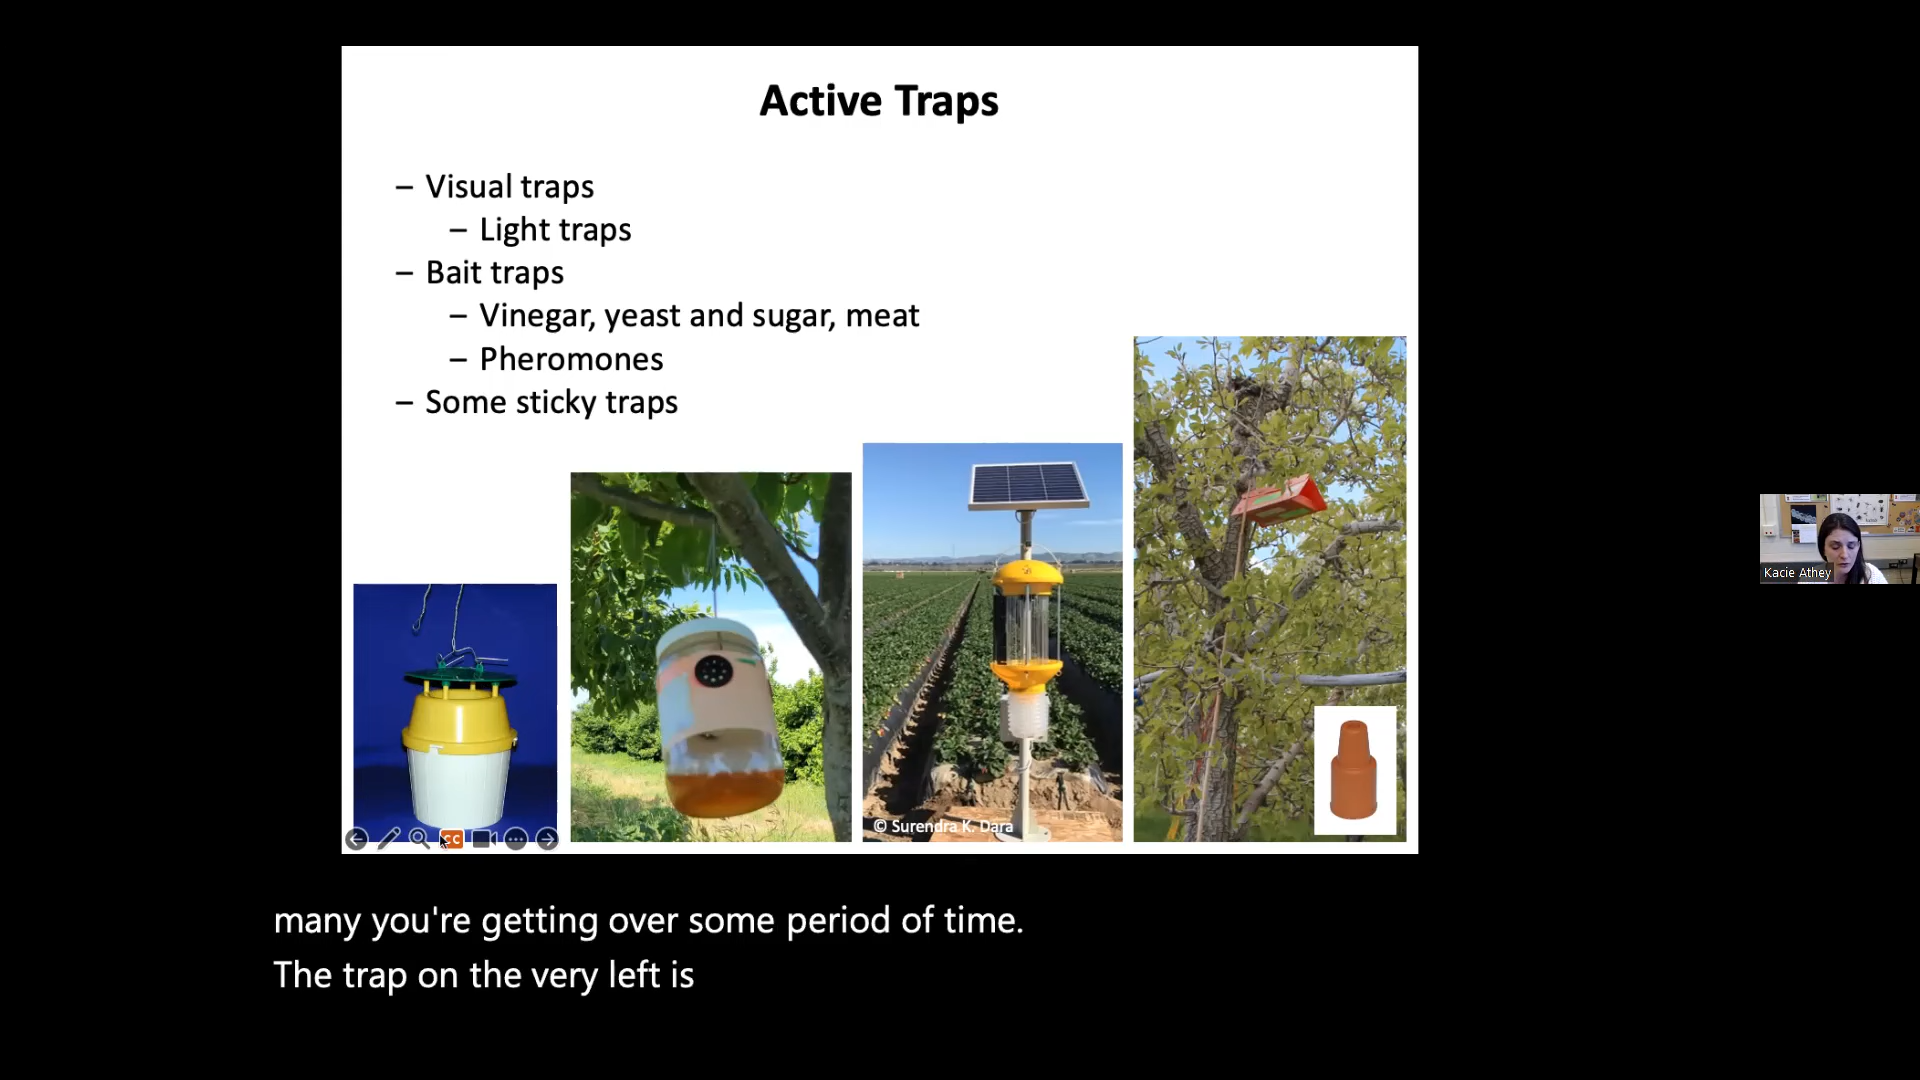 Active Traps
– Visual traps
– Light traps
– Bait traps
– Vinegar, yeast and sugar, meat
– Pheromones
– Some sticky traps
© Surendra K. Dara
CC
Kacie Athey
many you're getting over some period of time.
The trap on the very left is